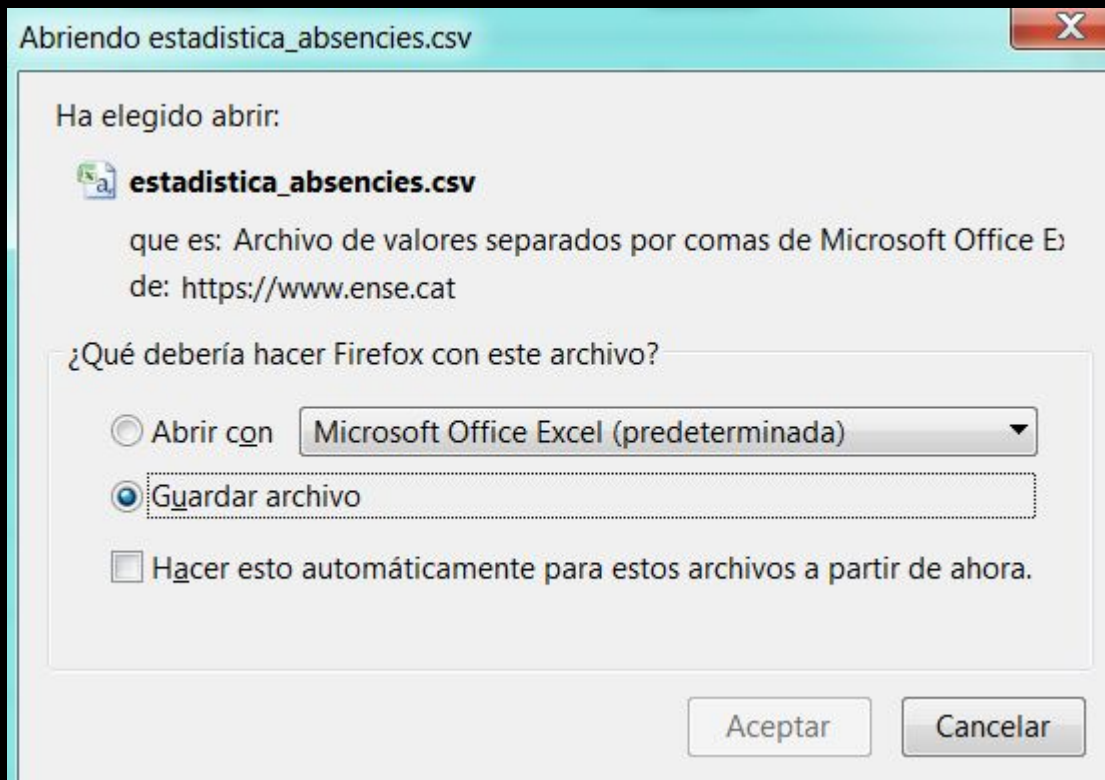 Abriendo estadistica_absencies.csv
Ha elegido abrir:
estadistica_absencies.csv
que es: Archivo de valores separados por comas de Microsoft Office Ex
de: https://www.ense.cat
¿Qué debería hacer Firefox con este archivo?
Abrir con Microsoft Office Excel (predeterminada)
Guardar archivo
Hacer esto automáticamente para estos archivos a partir de ahora.
Aceptar Cancelar